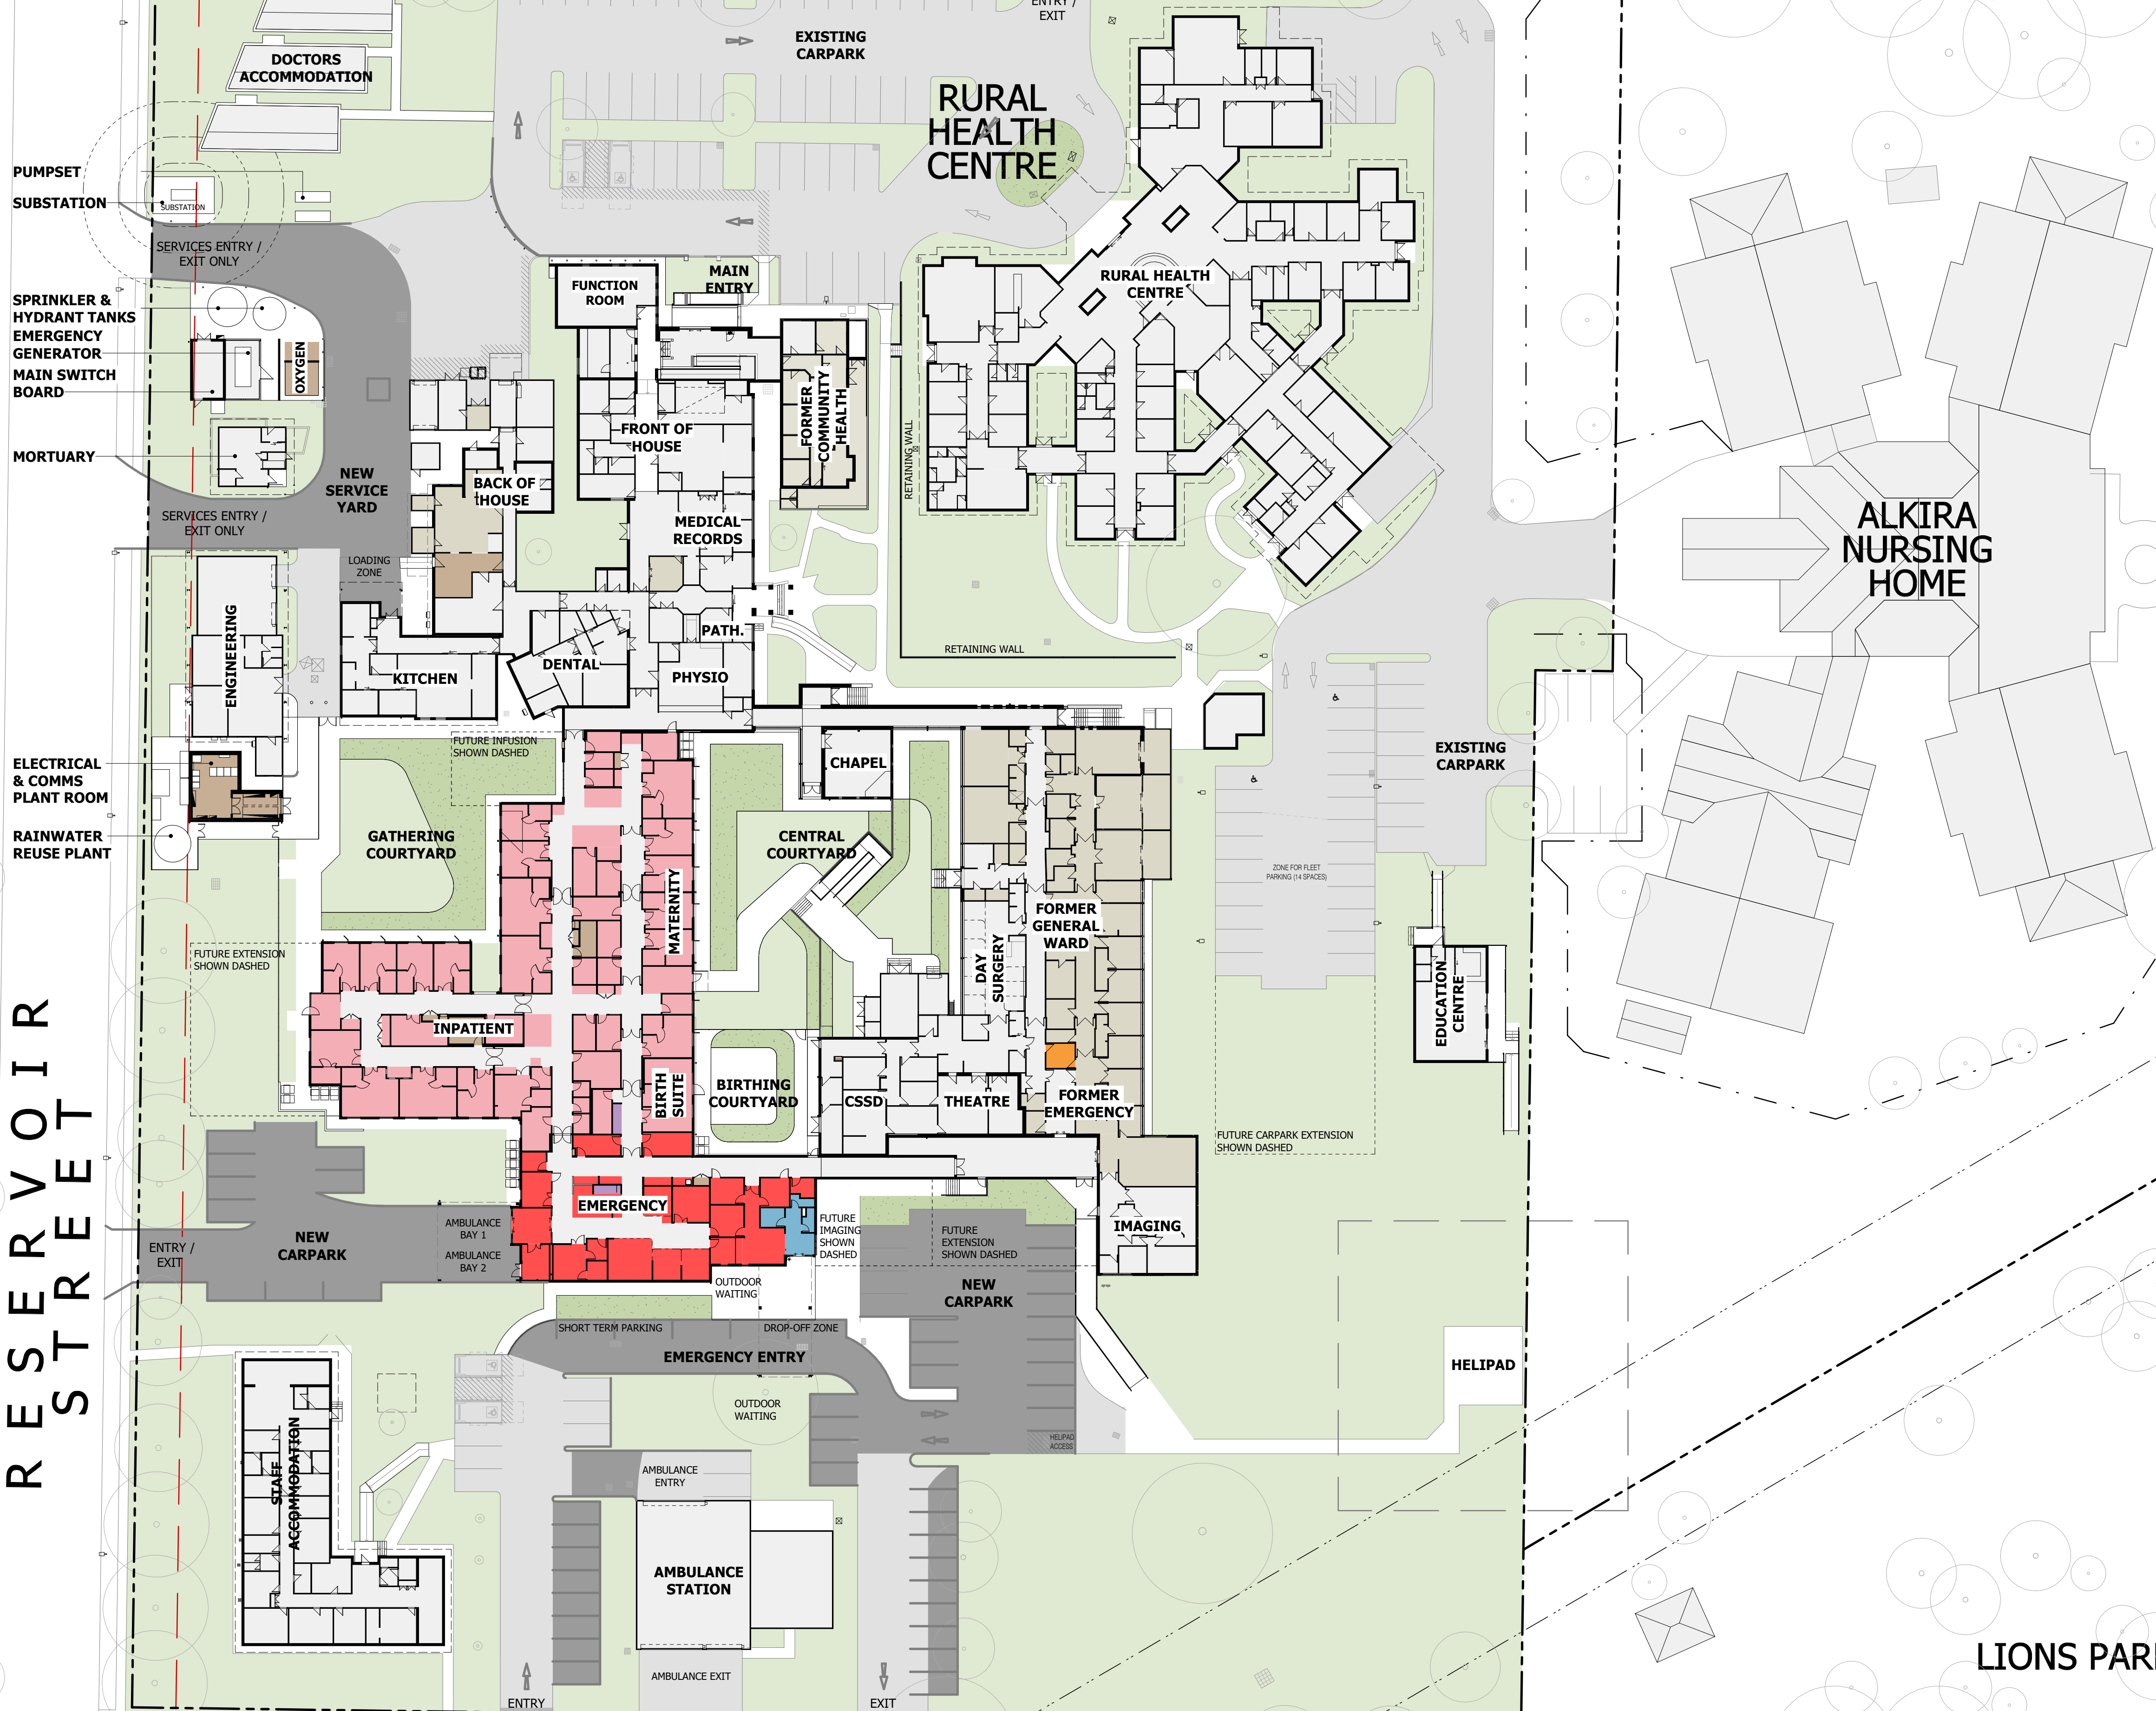 ENTRY /
EXIT
EXISTING
CARPARK
DOCTORS
ACCOMMODATION
RURAL
HEALTH
CENTRE
PUMPSET
SUBSTATION
SUBSTATION
SERVICES ENTRY /
EXIT ONLY
SPRINKLER &
HYDRANT TANKS
EMERGENCY
GENERATOR
MAIN SWITCH
BOARD
OXYGEN
MORTUARY
NEW
SERVICE
YARD
SERVICES ENTRY /
EXIT ONLY
LOADING
ZONE
FUNCTION
ROOM
MAIN
ENTRY
FORMER
COMMUNITY
HEALTH
FRONT OF
HOUSE
BACK OF
HOUSE
MEDICAL
RECORDS
PATH.
PHYSIO
DENTAL
KITCHEN
ENGINEERING
RURAL HEALTH
CENTRE
RETAINING WALL
RETAINING WALL
ALKIRA
NURSING
HOME
ELECTRICAL
& COMMS
PLANT ROOM
RAINWATER
REUSE PLANT
FUTURE INFUSION
SHOWN DASHED
GATHERING
COURTYARD
MATERNITY
CHAPEL
CENTRAL
COURTYARD
DAY
SURGERY
FORMER
GENERAL
WARD
EXISTING
CARPARK
ZONE FOR FLEET
PARKING (14 SPACES)
EDUCATION
CENTRE
FUTURE EXTENSION
SHOWN DASHED
INPATIENT
BIRTH
SUITE
BIRTHING
COURTYARD
CSSD
THEATRE
FORMER
EMERGENCY
FUTURE CARPARK EXTENSION
SHOWN DASHED
RESERVOIR
STREET
NEW
CARPARK
ENTRY /
EXIT
AMBULANCE
BAY 1
AMBULANCE
BAY 2
EMERGENCY
FUTURE
IMAGING
SHOWN
DASHED
FUTURE
EXTENSION
SHOWN DASHED
IMAGING
OUTDOOR
WAITING
NEW
CARPARK
SHORT TERM PARKING
DROP-OFF ZONE
EMERGENCY ENTRY
OUTDOOR
WAITING
HELIPAD
HELIPAD
ACCESS
STAFF
ACCOMMODATION
AMBULANCE
ENTRY
AMBULANCE
STATION
AMBULANCE EXIT
ENTRY
EXIT
LIONS PAR